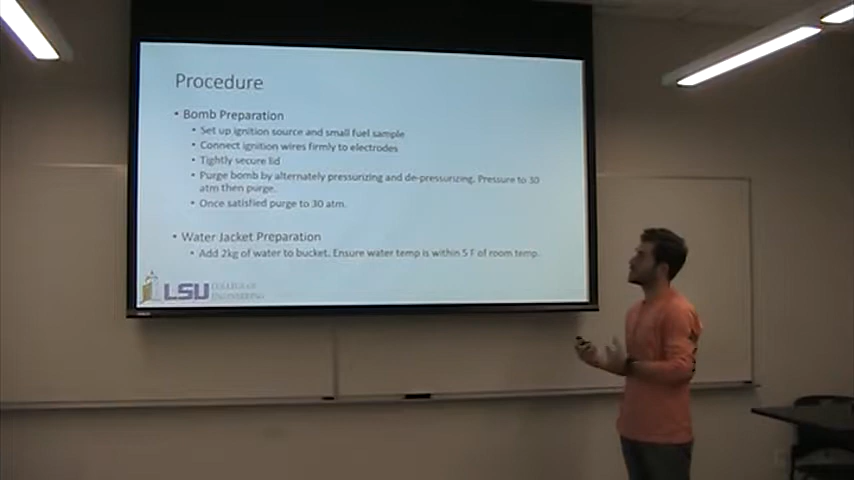 Procedure
• Bomb Preparation
• Set up ignition source and small fuel sample
• Connect ignition wires firmly to electrodes
• Tightly secure lid
• Purge bomb by alternately pressurizing and de-pressurizing. Pressure to 30
atm then purge.
• Once satisfied purge to 30 atm.
• Water Jacket Preparation
• Add 2kg of water to bucket. Ensure water temp is within 5 F of room temp.
LSU
COLLEGE OF
ENGINEERING